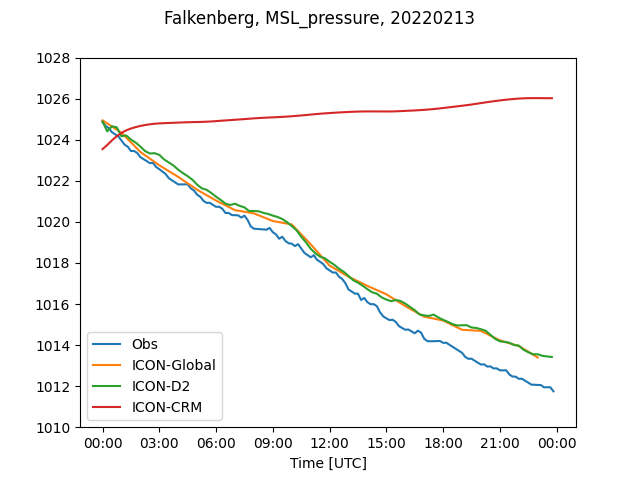 Falkenberg, MSL_pressure, 20220213
1028
1026
1024
1022
1020
1018
1016
1014
1012
1010
Obs
ICON-Global
ICON-D2
ICON-CRM
00:00 03:00 06:00 09:00 12:00 15:00 18:00 21:00 00:00
Time [UTC]